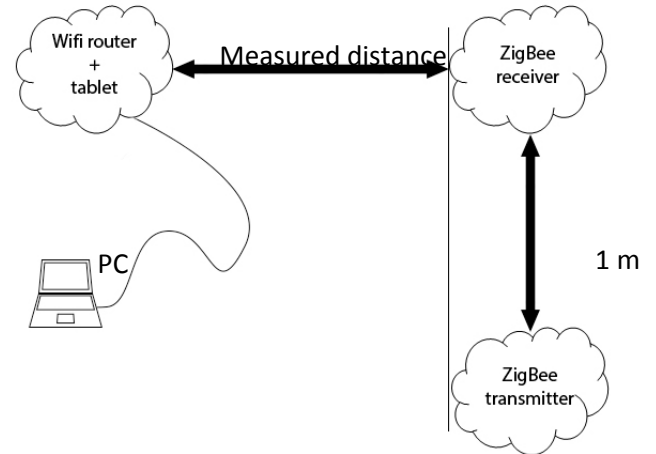 Wifi router
+
tablet
Measured distance
ZigBee
receiver
PC
1 m
ZigBee
transmitter